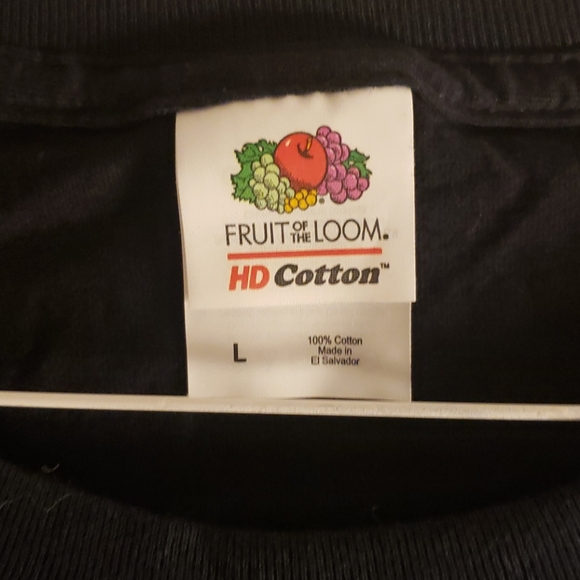 FRUIT OF THE LOOM.
HD Cotton™
L
100% Cotton
Made in
El Salvador